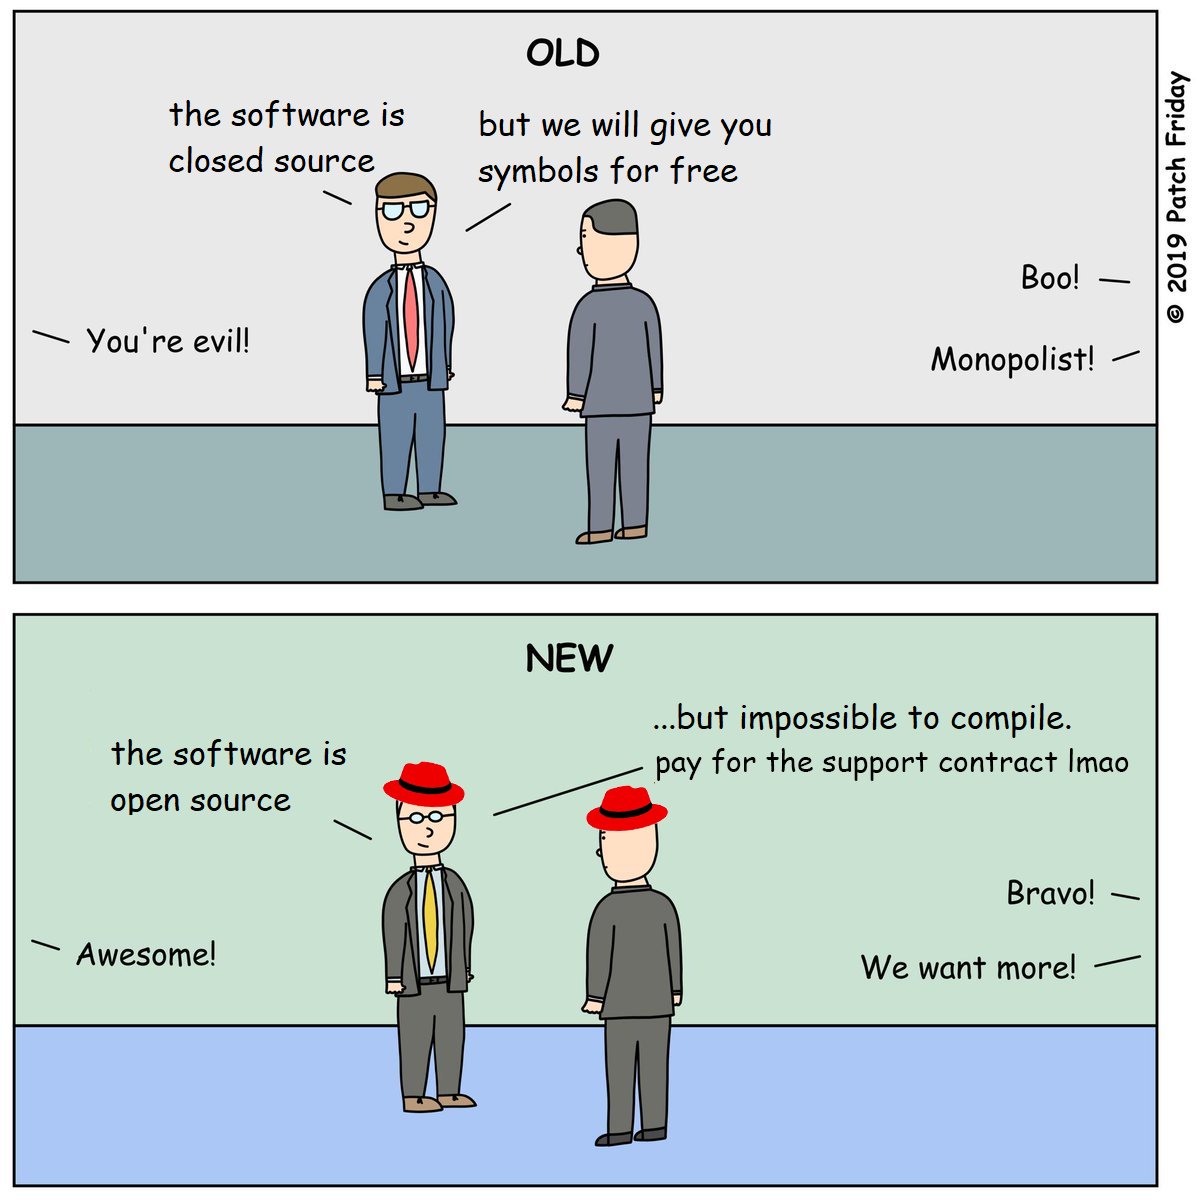 OLD
the software is
closed source
but we will give you
symbols for free
Boo!
You're evil!
Monopolist!
© 2019 Patch Friday
NEW
...but impossible to compile.
pay for the support contract lmao
the software is
open source
Bravo!
Awesome!
We want more!